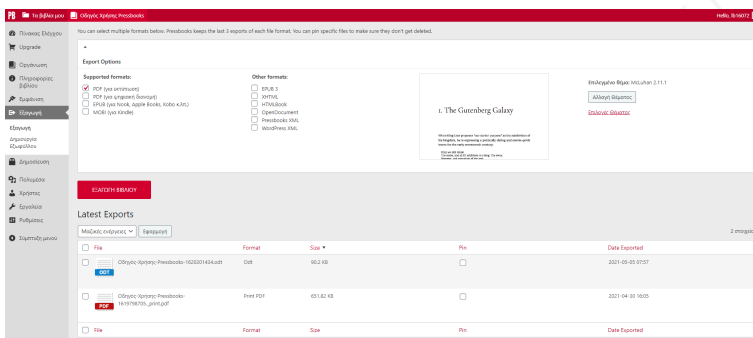 Τα βιβλία μου
Οδηγός Χρήσης Pressbooks
Hello, lb16072
Πίνακας Ελέγχου
Upgrade
Οργάνωση
Πληροφορίες
βιβλίου
Εμφάνιση
Εξαγωγή
Εξαγωγή
Δημιουργία
Εξωφύλλου
Δημοσίευση
Πολυμέσα
Χρήστες
Εργαλεία
Ρυθμίσεις
Σύμπτυξη μενού
You can select multiple formats below. Pressbooks keeps the last 3 exports of each file format. You can pin specific files to make sure they don't get deleted.
Export Options
Supported formats:
PDF (για εκτύπωση)
PDF (για ψηφιακή διανομή)
EPUB (για Nook, Apple Books, Kobo κ.λπ.)
MOBI (για Kindle)
Other formats:
EPUB 3
XHTML
HTMLBook
OpenDocument
Pressbooks XML
WordPress XML
1. The Gutenberg Galaxy
Επιλεγμένο Θέμα: McLuhan 2.11.1
Αλλαγή Θέματος
Επιλογές Θέματος
ΕΞΑΓΩΓΗ ΒΙΒΛΙΟΥ
Latest Exports
Μαζικές ενέργειες
Εφαρμογή
2 στοιχεία
File Format Size Pin Date Exported
Οδηγός-Χρήσης-Pressbooks-1620201434.odt Odt 90.2 KB 2021-05-05 07:57
ODT
Οδηγός-Χρήσης-Pressbooks- Print PDF 651.82 KB 2021-04-30 16:05
1619798705._print.pdf
PDF
File Format Size Pin Date Exported